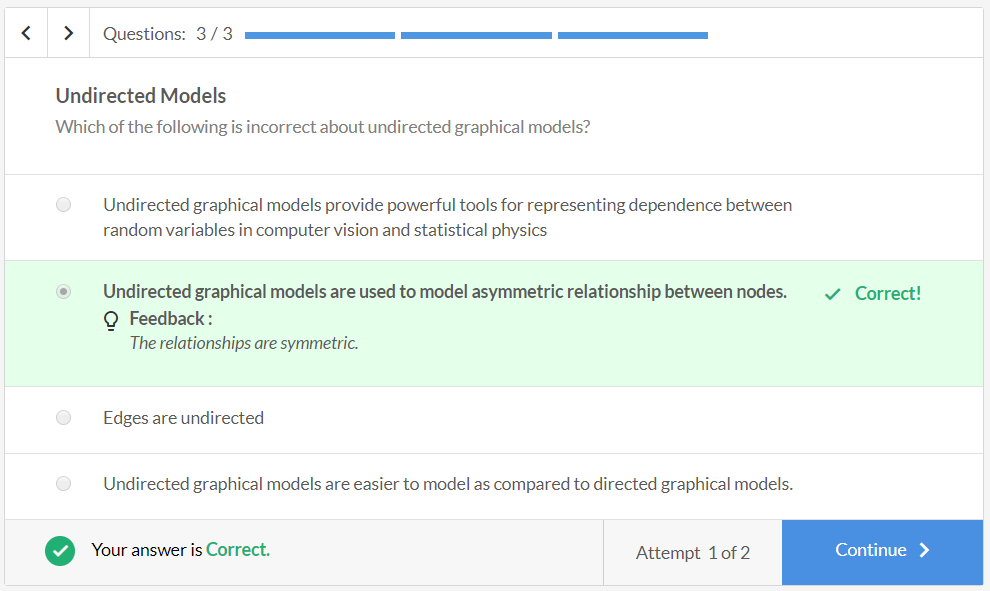 Questions: 3 / 3
Undirected Models
Which of the following is incorrect about undirected graphical models?
Undirected graphical models provide powerful tools for representing dependence between
random variables in computer vision and statistical physics
Undirected graphical models are used to model asymmetric relationship between nodes.
Correct!
Feedback :
The relationships are symmetric.
Edges are undirected
Undirected graphical models are easier to model as compared to directed graphical models.
Your answer is Correct.
Attempt 1 of 2
Continue